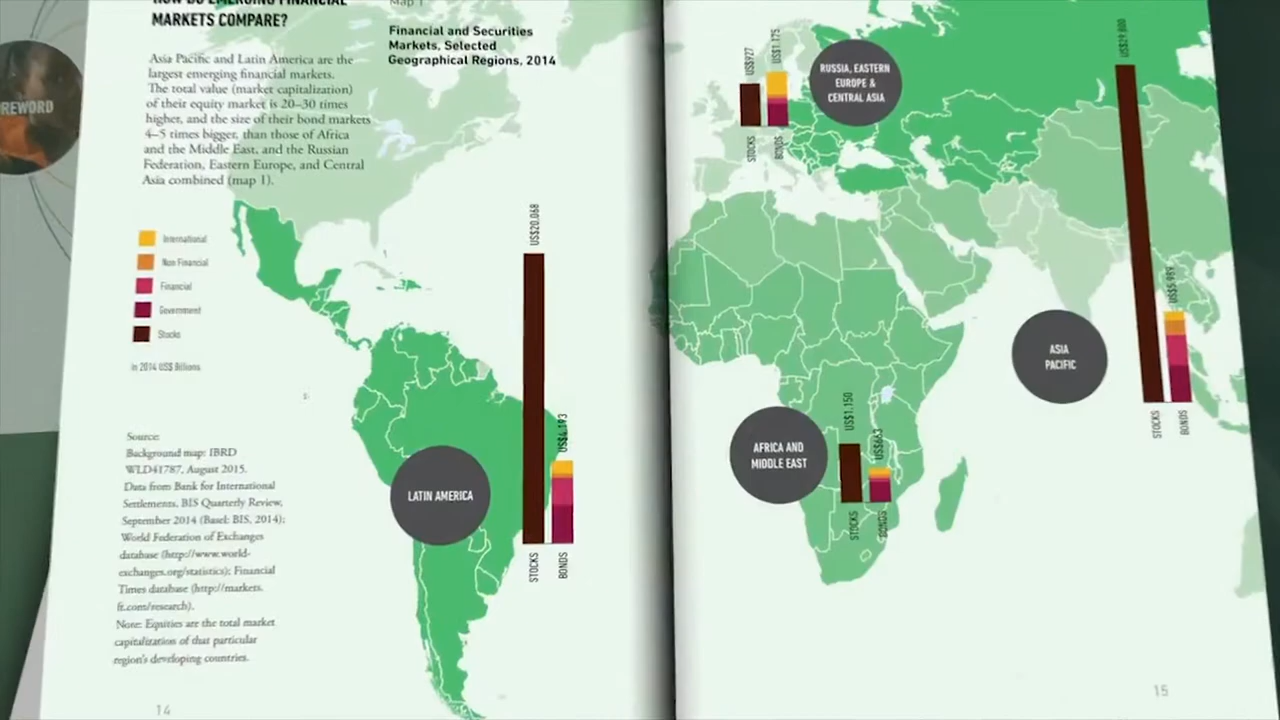 MARKETS COMPARE?
Asia Pacific and Latin America are the
largest emerging financial markets.
The total value (market capitalization)
of their equity market is 20–30 times
higher, and the size of their bond markets
4–5 times bigger, than those of Africa
and the Middle East, and the Russian
Federation, Eastern Europe, and Central
Asia combined (map 1).
Map 1
Financial and Securities
Markets, Selected
Geographical Regions, 2014
REWORD
International
Non Financial
Financial
Government
Stocks
in 2014 US$ Billions
Source:
Background map: IBRD
WLD41787, August 2015.
Data from Bank for International
Settlements, BIS Quarterly Review,
September 2014 (Basel: BIS, 2014);
World Federation of Exchanges
database (http://www.world-
exchanges.org/statistics); Financial
Times database (http://markets.
ft.com/research).
Note: Equities are the total market
capitalization of that particular
region's developing countries.
14
LATIN AMERICA
US$20.068
STOCKS
BONDS
US$927
US$1.175
STOCKS
BONDS
RUSSIA, EASTERN
EUROPE &
CENTRAL ASIA
AFRICA AND
MIDDLE EAST
US$1.150
US$663
STOCKS
BONDS
ASIA
PACIFIC
STOCKS
BONDS
15